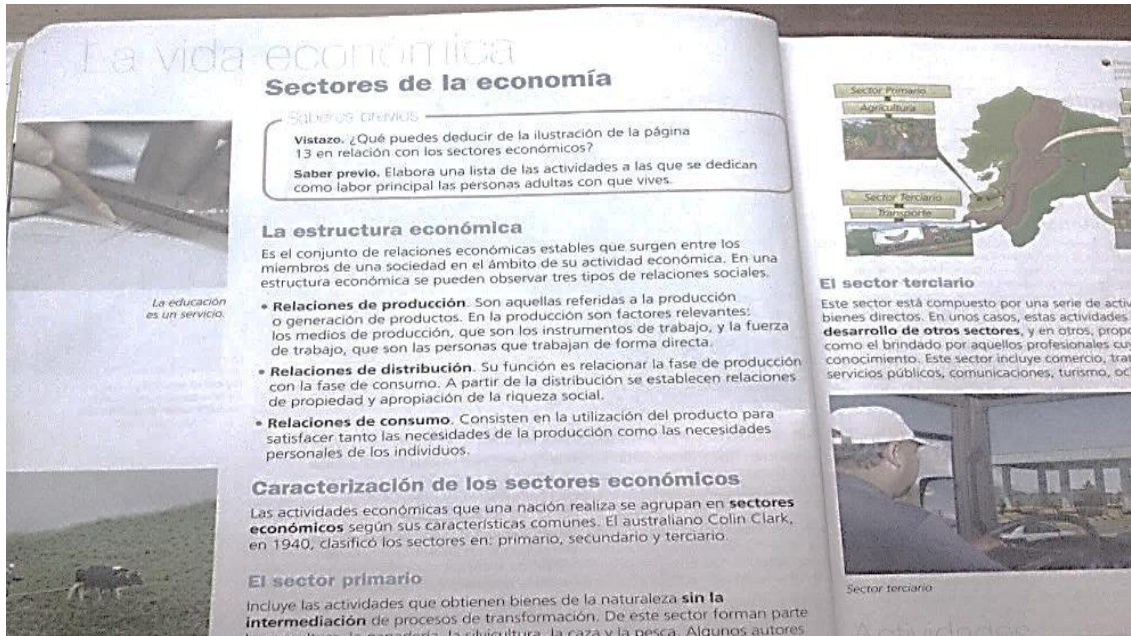 La vida económica
Sectores de la economía
Saberes previos
Vistazo. ¿Qué puedes deducir de la ilustración de la página
13 en relación con los sectores económicos?
Saber previo. Elabora una lista de las actividades a las que se dedican
como labor principal las personas adultas con que vives.
La educación
es un servicio.
La estructura económica
Es el conjunto de relaciones económicas estables que surgen entre los
miembros de una sociedad en el ámbito de su actividad económica. En una
estructura económica se pueden observar tres tipos de relaciones sociales.
• Relaciones de producción. Son aquellas referidas a la producción
o generación de productos. En la producción son factores relevantes:
los medios de producción, que son los instrumentos de trabajo, y la fuerza
de trabajo, que son las personas que trabajan de forma directa.
• Relaciones de distribución. Su función es relacionar la fase de producción
con la fase de consumo. A partir de la distribución se establecen relaciones
de propiedad y apropiación de la riqueza social.
• Relaciones de consumo. Consisten en la utilización del producto para
satisfacer tanto las necesidades de la producción como las necesidades
personales de los individuos.
Caracterización de los sectores económicos
Las actividades económicas que una nación realiza se agrupan en sectores
económicos según sus características comunes. El australiano Colin Clark,
en 1940, clasificó los sectores en: primario, secundario y terciario.
El sector primario
Incluye las actividades que obtienen bienes de la naturaleza sin la
intermediación de procesos de transformación. De este sector forman parte
la ganadería, la silvicultura, la caza y la pesca. Algunos autores
Sector Primario
Agricultura
Sector Terciario
Transporte
El sector terciario
Este sector está compuesto por una serie de
bienes directos. En unos casos, estas actividades
desarrollo de otros sectores, y en otros,
como el brindado por aquellos profesionales
conocimiento. Este sector incluye comercio,
servicios públicos, comunicaciones, turismo,
Sector terciario